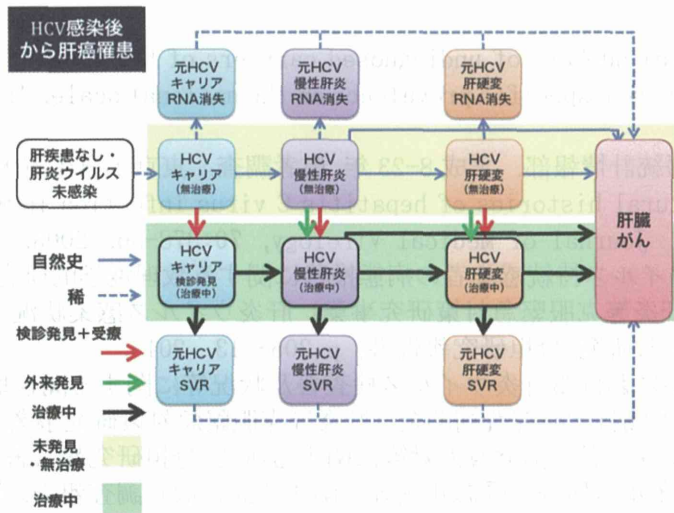 HCV感染後
から肝癌罹患
元HCV
キャリア
RNA消失
元HCV
慢性肝炎
RNA消失
元HCV
肝硬変
RNA消失
肝疾患なし・
肝炎ウイルス
未感染
HCV
キャリア
(無治療)
HCV
慢性肝炎
(無治療)
HCV
肝硬変
(無治療)
肝臓
がん
HCV
キャリア
検診発見
(治療中)
HCV
慢性肝炎
(治療中)
HCV
肝硬変
(治療中)
元HCV
キャリア
SVR
元HCV
慢性肝炎
SVR
元HCV
肝硬変
SVR
自然史
稀
検診発見＋受療
外来発見
治療中
未発見
・無治療
治療中